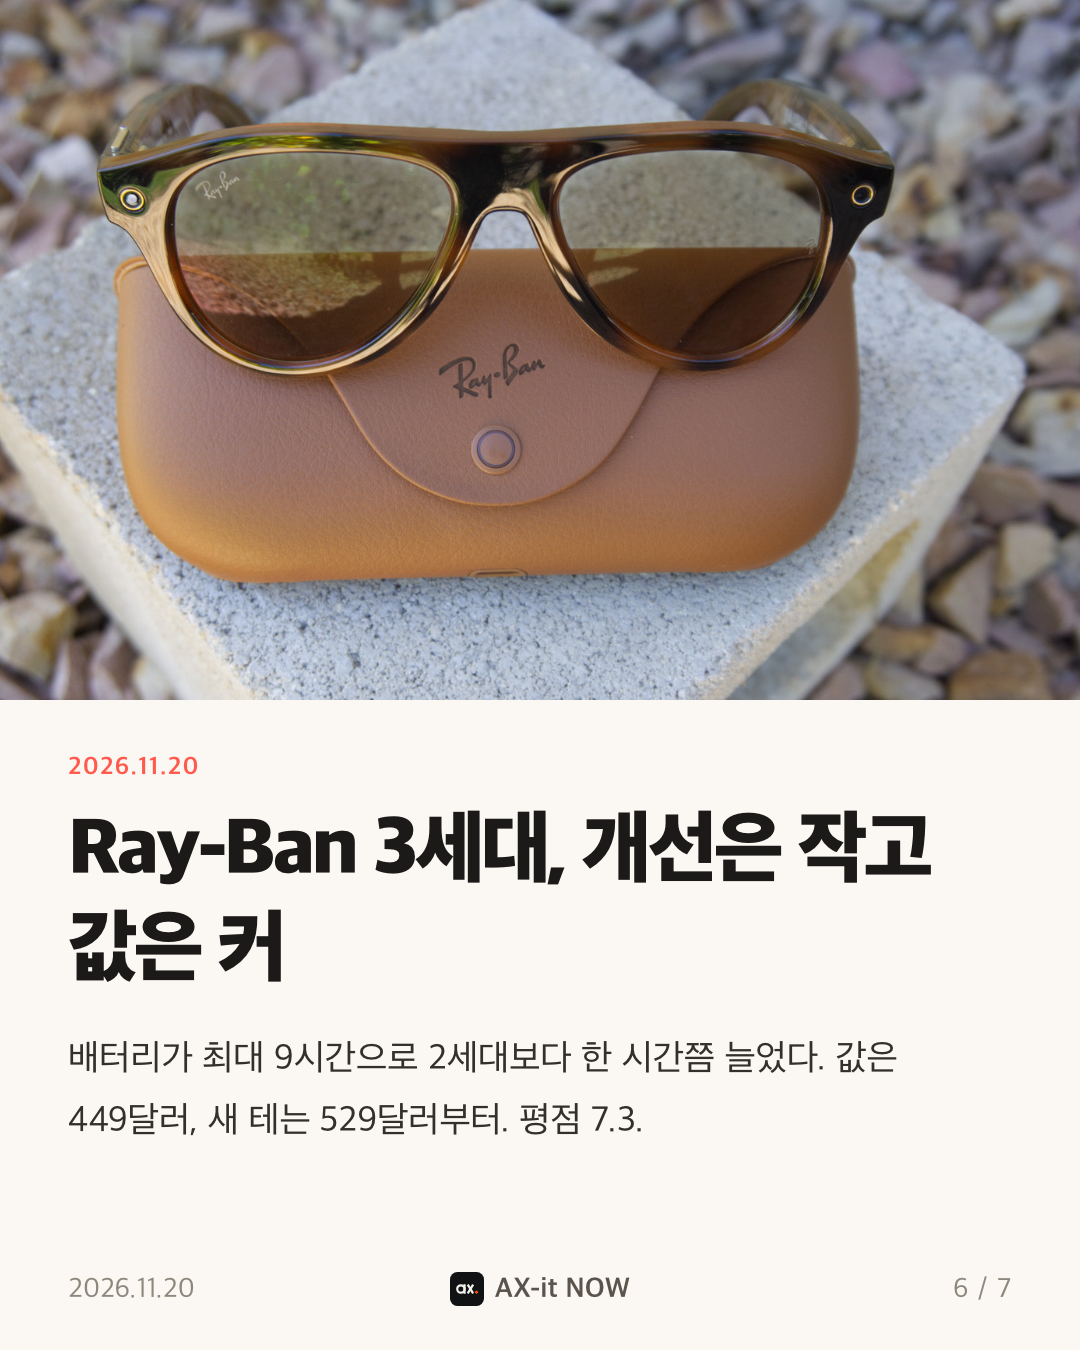 Ray-Ban
Ray-Ban
2026.11.20
Ray-Ban 3세대, 개선은 작고
값은 커
배터리가 최대 9시간으로 2세대보다 한 시간쯤 늘었다. 값은
449달러, 새 테는 529달러부터. 평점 7.3.
2026.11.20
ax.
AX-it NOW
6 / 7